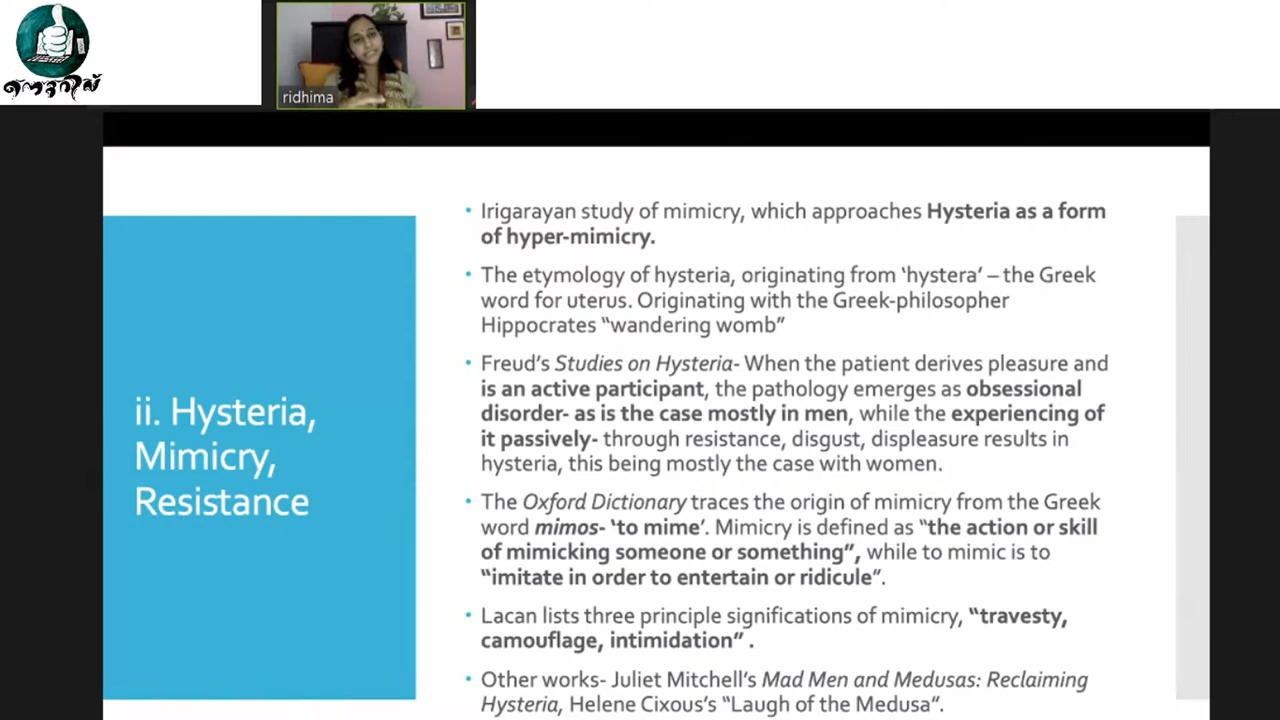 ridhima
ii. Hysteria,
Mimicry,
Resistance
• Irigarayan study of mimicry, which approaches Hysteria as a form
of hyper-mimicry.
• The etymology of hysteria, originating from ‘hystera’ – the Greek
word for uterus. Originating with the Greek-philosopher
Hippocrates “wandering womb”
• Freud’s Studies on Hysteria- When the patient derives pleasure and
is an active participant, the pathology emerges as obsessional
disorder- as is the case mostly in men, while the experiencing of
it passively- through resistance, disgust, displeasure results in
hysteria, this being mostly the case with women.
• The Oxford Dictionary traces the origin of mimicry from the Greek
word mimos- ‘to mime’. Mimicry is defined as “the action or skill
of mimicking someone or something”, while to mimic is to
“imitate in order to entertain or ridicule”.
• Lacan lists three principle significations of mimicry, “travesty,
camouflage, intimidation” .
• Other works- Juliet Mitchell’s Mad Men and Medusas: Reclaiming
Hysteria, Helene Cixous’s “Laugh of the Medusa”.